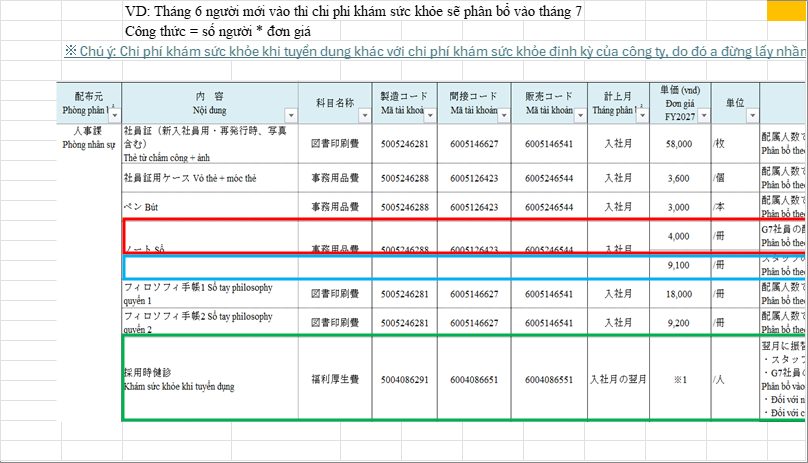 VD: Tháng 6 người mới vào thì chi phí khám sức khỏe sẽ phân bổ vào tháng 7
Công thức = số người * đơn giá
※ Chú ý: Chi phí khám sức khỏe khi tuyển dụng khác với chi phí khám sức khỏe định kỳ của công ty, do đó a đừng lấy nhầm
配布元 内 容 科目名称 製造コード 間接コード 販売コード 計上月 単価 (vnd) 単位
Phòng phân Nội dung Mã tài khoản Mã tài khoản Mã tài khoản Tháng phân Đơn giá
FY2027
人事課
Phòng nhân sự
社員証（新入社員用・再発行時、写真
含む）
Thẻ từ chấm công + ảnh
図書印刷費 5005246281 6005146627 6005146541 入社月 58,000 /枚 配属人数で
Phân bổ theo
社員証用ケース Vỏ thẻ + móc thẻ 事務用品費 5005246288 6005126423 6005246544 入社月 3,600 /個 配属人数で
Phân bổ theo
ペン Bút 事務用品費 5005246288 6005126423 6005246544 入社月 3,000 /本 配属人数で
Phân bổ theo
ノート Sổ 事務用品費 5005246288 6005126423 6005246544 入社月
4,000 /冊 G7社員の配
Phân bổ theo
9,100 /冊 スタッフの
Phân bổ theo
フィロソフィ手帳1 Sổ tay philosophy
quyển 1
図書印刷費 5005246281 6005146627 6005146541 入社月 18,000 /冊 配属人数で
Phân bổ theo
フィロソフィ手帳2 Sổ tay philosophy
quyển 2
図書印刷費 5005246281 6005146627 6005146541 入社月 9,200 /冊 配属人数で
Phân bổ theo
採用時健診
Khám sức khỏe khi tuyển dụng
福利厚生費 5004086291 6004086651 6004086551 入社月の翌月 ※1 /人
翌月に振替
・スタッフ
・G7社員の
Phân bổ vào
・Đối với n
・Đối với c